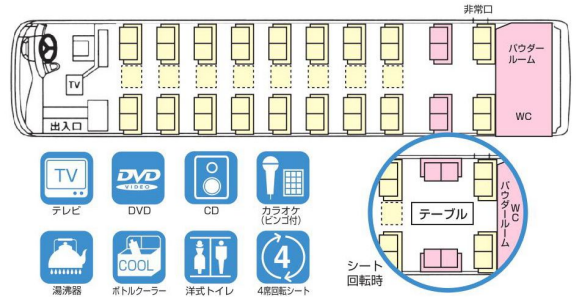 非常口
パウダー
ルーム
TV
WC
出入口
TV
テレビ
DVD
VIDEO
DVD
CD
カラオケ
(ビンゴ付)
湯沸器
COOL
ボトルクーラー
洋式トイレ
4
4席回転シート
テーブル
WC
パウダールーム
シート
回転時